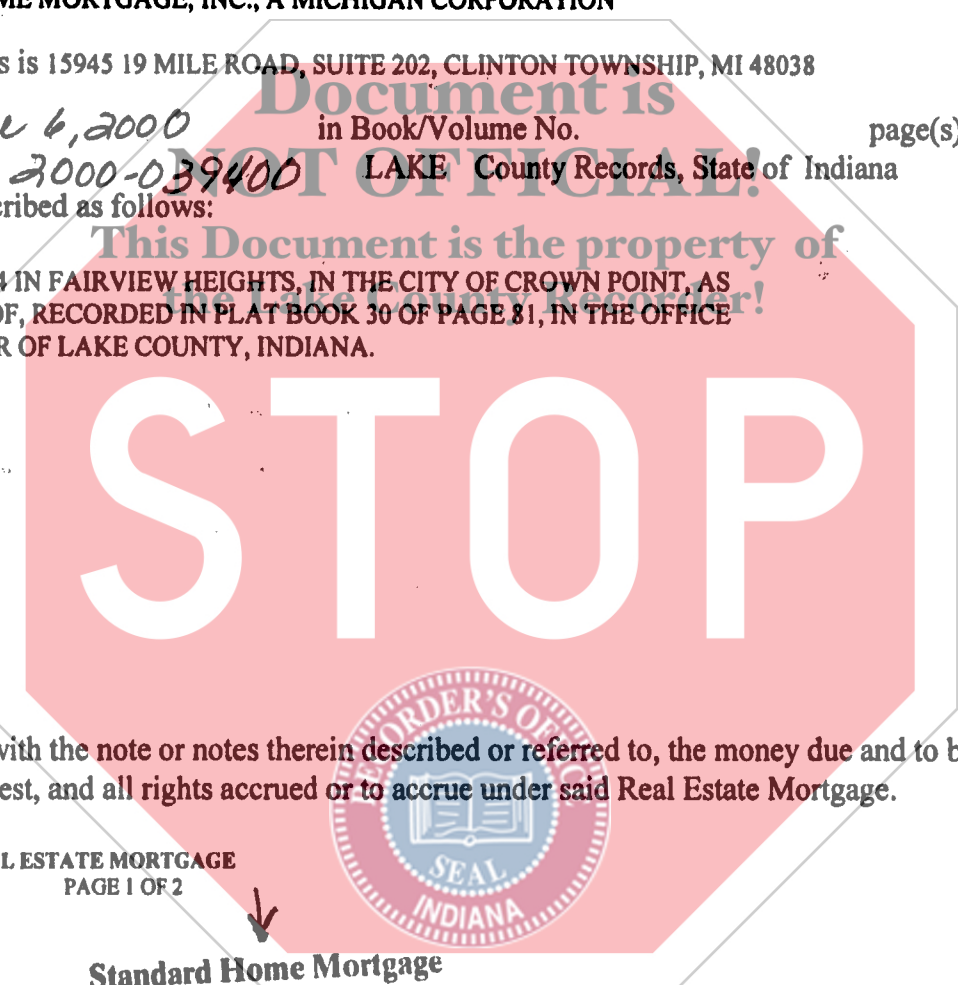 ME MORTGAGE, INC., A MICHIGAN CORPORATION
s is 15945 19 MILE ROAD, SUITE 202, CLINTON TOWNSHIP, MI 48038
Document is
6, 2000 in Book/Volume No. page(s)
NOT OFFICIAL!
2000-039400 LAKE County Records, State of Indiana
cribed as follows:
This Document is the property of
4 IN FAIRVIEW HEIGHTS, IN THE CITY OF CROWN POINT, AS
the Lake County Recorder!
OF, RECORDED IN PLAT BOOK 30 OF PAGE 81, IN THE OFFICE
R OF LAKE COUNTY, INDIANA.
STOP
RECORDER'S OFFICE
with the note or notes therein described or referred to, the money due and to b
est, and all rights accrued or to accrue under said Real Estate Mortgage.
SEAL
INDIANA
L ESTATE MORTGAGE
PAGE 1 OF 2
Standard Home Mortgage